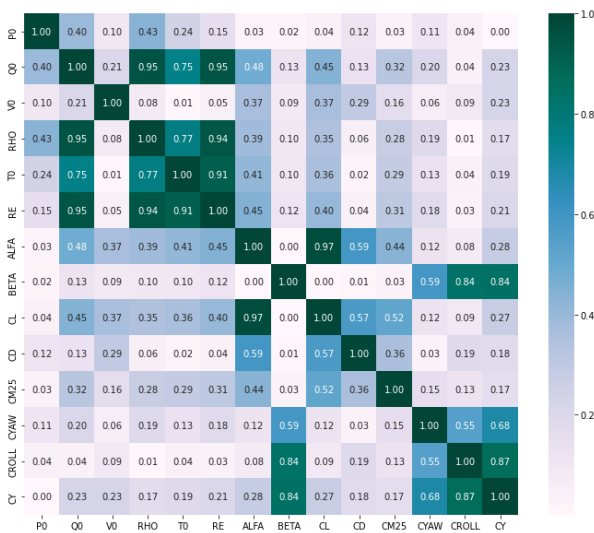 P0 1.00 0.40 0.10 0.43 0.24 0.15 0.03 0.02 0.04 0.12 0.03 0.11 0.04 0.00
Q0 0.40 1.00 0.21 0.95 0.75 0.95 0.48 0.13 0.45 0.13 0.32 0.20 0.04 0.23
V0 0.10 0.21 1.00 0.08 0.01 0.05 0.37 0.09 0.37 0.29 0.16 0.06 0.09 0.23
RHO 0.43 0.95 0.08 1.00 0.77 0.94 0.39 0.10 0.35 0.06 0.28 0.19 0.01 0.17
T0 0.24 0.75 0.01 0.77 1.00 0.91 0.41 0.10 0.36 0.02 0.29 0.13 0.04 0.19
RE 0.15 0.95 0.05 0.94 0.91 1.00 0.45 0.12 0.40 0.04 0.31 0.18 0.03 0.21
ALFA 0.03 0.48 0.37 0.39 0.41 0.45 1.00 0.00 0.97 0.59 0.44 0.12 0.08 0.28
BETA 0.02 0.13 0.09 0.10 0.10 0.12 0.00 1.00 0.00 0.01 0.03 0.59 0.84 0.84
CL 0.04 0.45 0.37 0.35 0.36 0.40 0.97 0.00 1.00 0.57 0.52 0.12 0.09 0.27
CD 0.12 0.13 0.29 0.06 0.02 0.04 0.59 0.01 0.57 1.00 0.36 0.03 0.19 0.18
CM25 0.03 0.32 0.16 0.28 0.29 0.31 0.44 0.03 0.52 0.36 1.00 0.15 0.13 0.17
CYAW 0.11 0.20 0.06 0.19 0.13 0.18 0.12 0.59 0.12 0.03 0.15 1.00 0.55 0.68
CROLL 0.04 0.04 0.09 0.01 0.04 0.03 0.08 0.84 0.09 0.19 0.13 0.55 1.00 0.87
CY 0.00 0.23 0.23 0.17 0.19 0.21 0.28 0.84 0.27 0.18 0.17 0.68 0.87 1.00
P0 Q0 V0 RHO T0 RE ALFA BETA CL CD CM25 CYAW CROLL CY
1.0
0.8
0.6
0.4
0.2